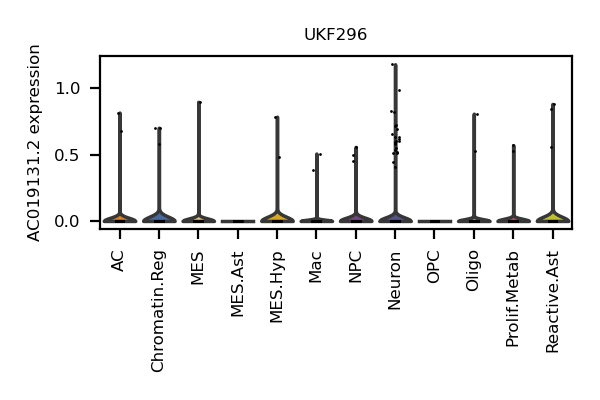 UKF296
AC019131.2 expression
1.0
0.5
0.0
AC
Chromatin.Reg
MES
MES.Ast
MES.Hyp
Mac
NPC
Neuron
OPC
Oligo
Prolif.Metab
Reactive.Ast